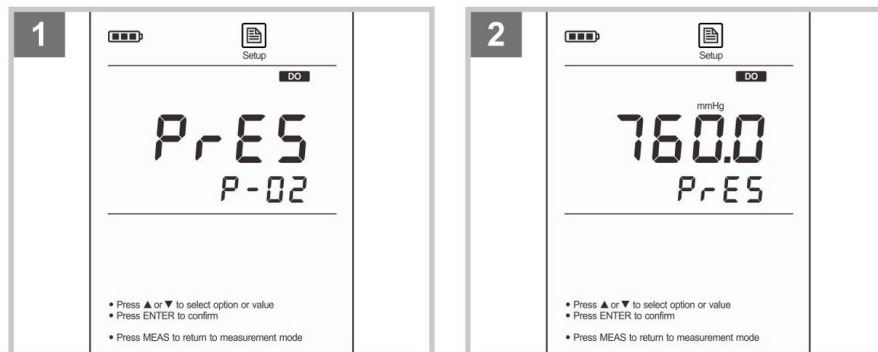 1
Setup
DO
PrES
P-02
• Press ▲ or ▼ to select option or value
• Press ENTER to confirm
• Press MEAS to return to measurement mode
2
Setup
DO
mmHg
760.0
PrES
• Press ▲ or ▼ to select option or value
• Press ENTER to confirm
• Press MEAS to return to measurement mode